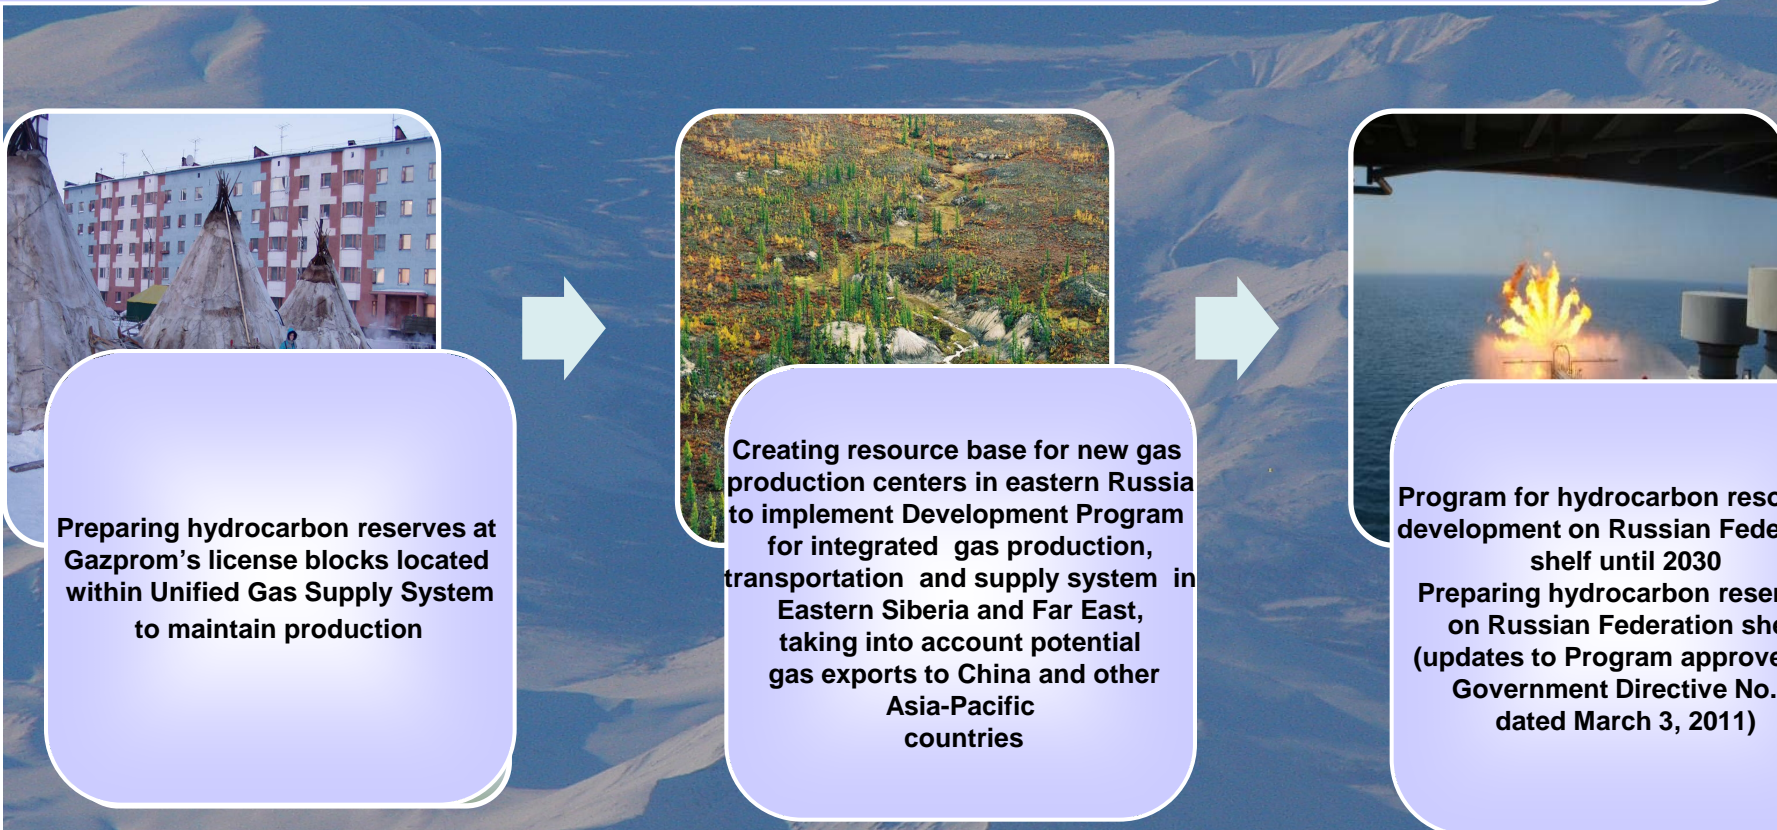 Preparing hydrocarbon reserves at
Gazprom’s license blocks located
within Unified Gas Supply System
to maintain production
Creating resource base for new gas
production centers in eastern Russia
to implement Development Program
for integrated gas production,
transportation and supply system in
Eastern Siberia and Far East,
taking into account potential
gas exports to China and other
Asia-Pacific
countries
Program for hydrocarbon
development on Russian
shelf until 2030
Preparing hydrocarbon
on Russian Federation
(updates to Program
Government Directive No.
dated March 3, 2011)